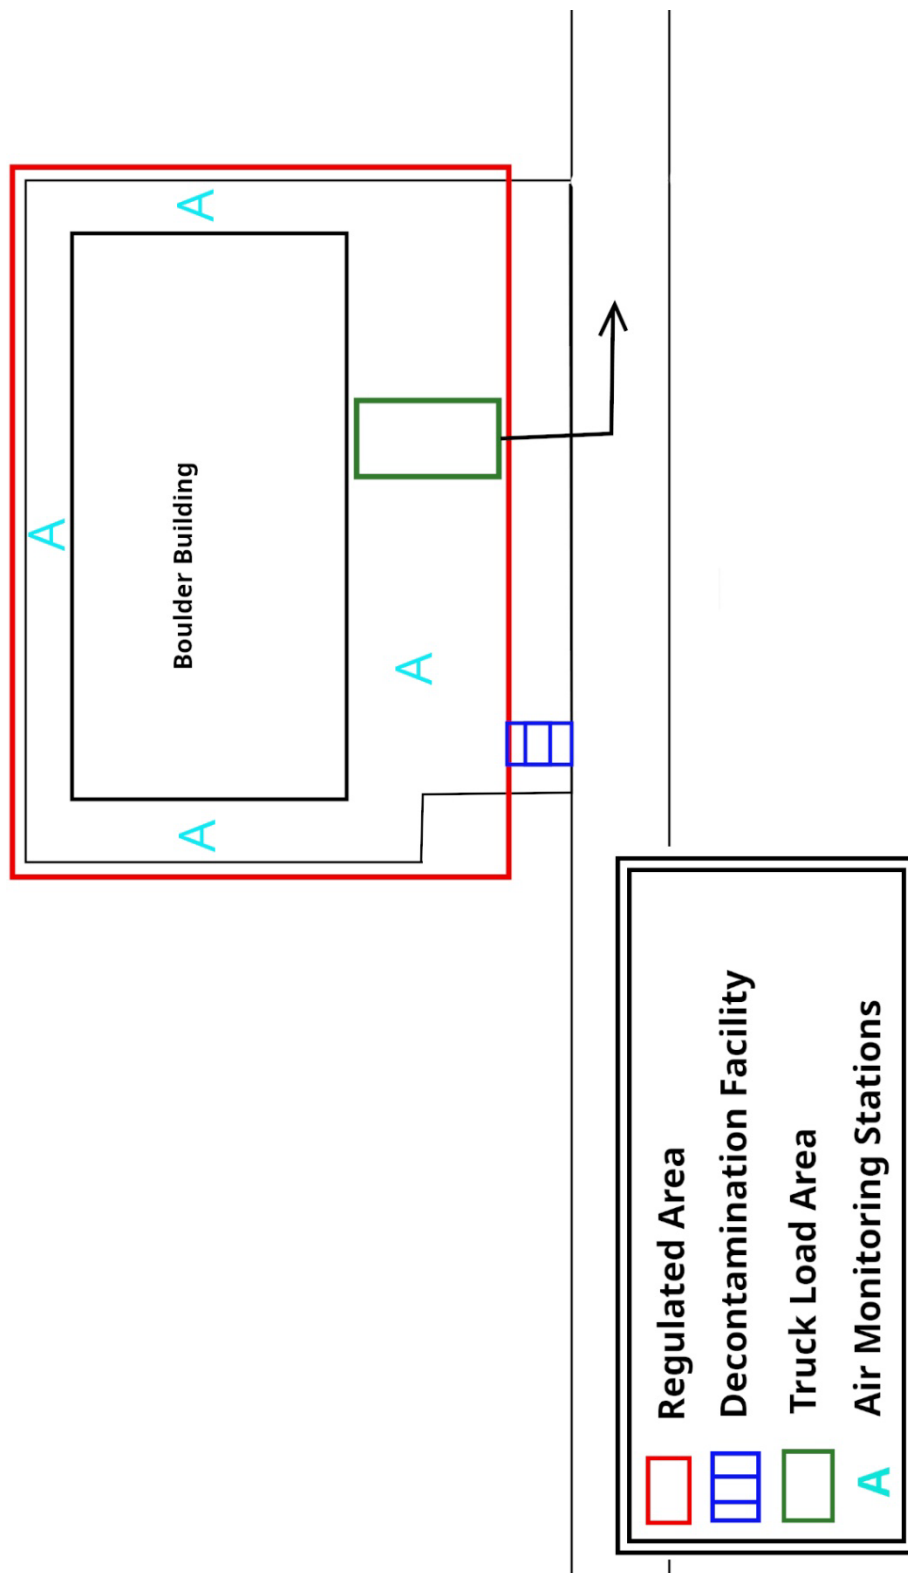 A
A
Boulder Building
A
A
Regulated Area
Decontamination Facility
Truck Load Area
A Air Monitoring Stations